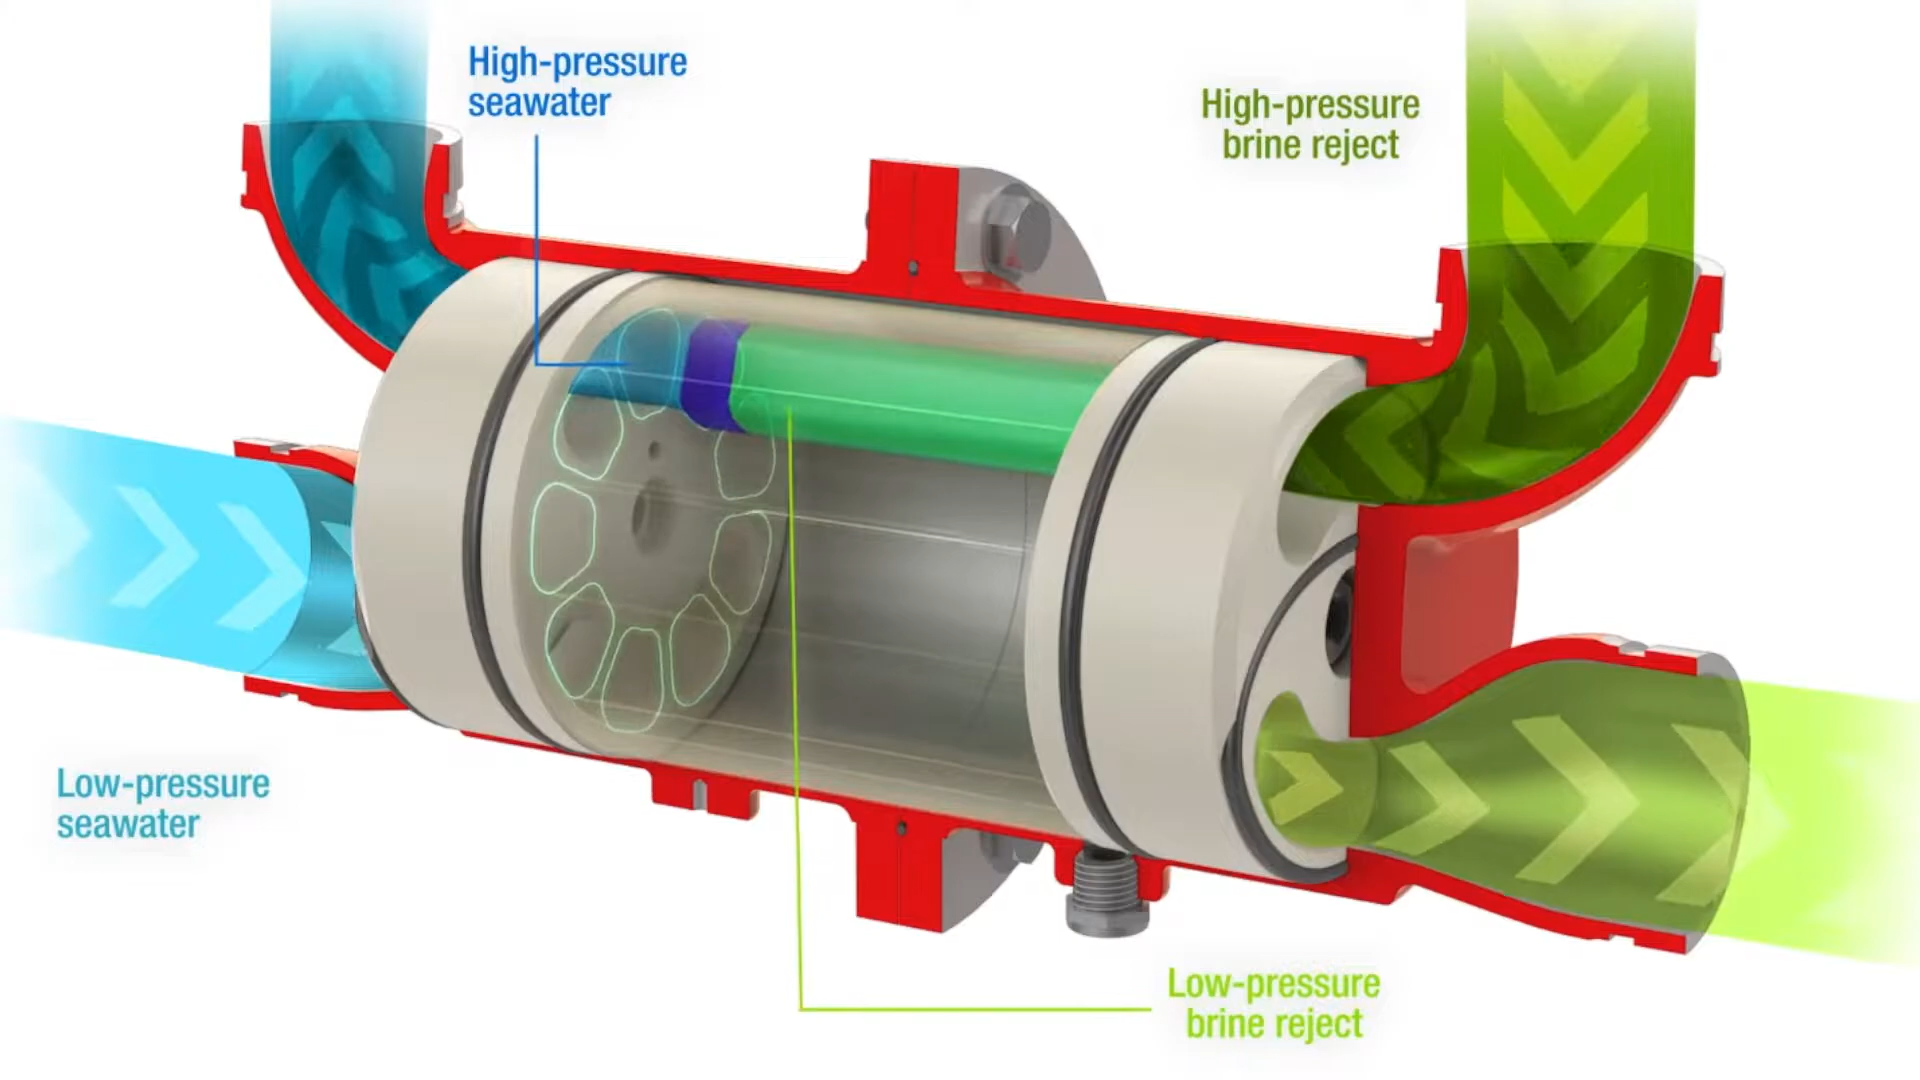 High-pressure
seawater
High-pressure
brine reject
Low-pressure
seawater
Low-pressure
brine reject